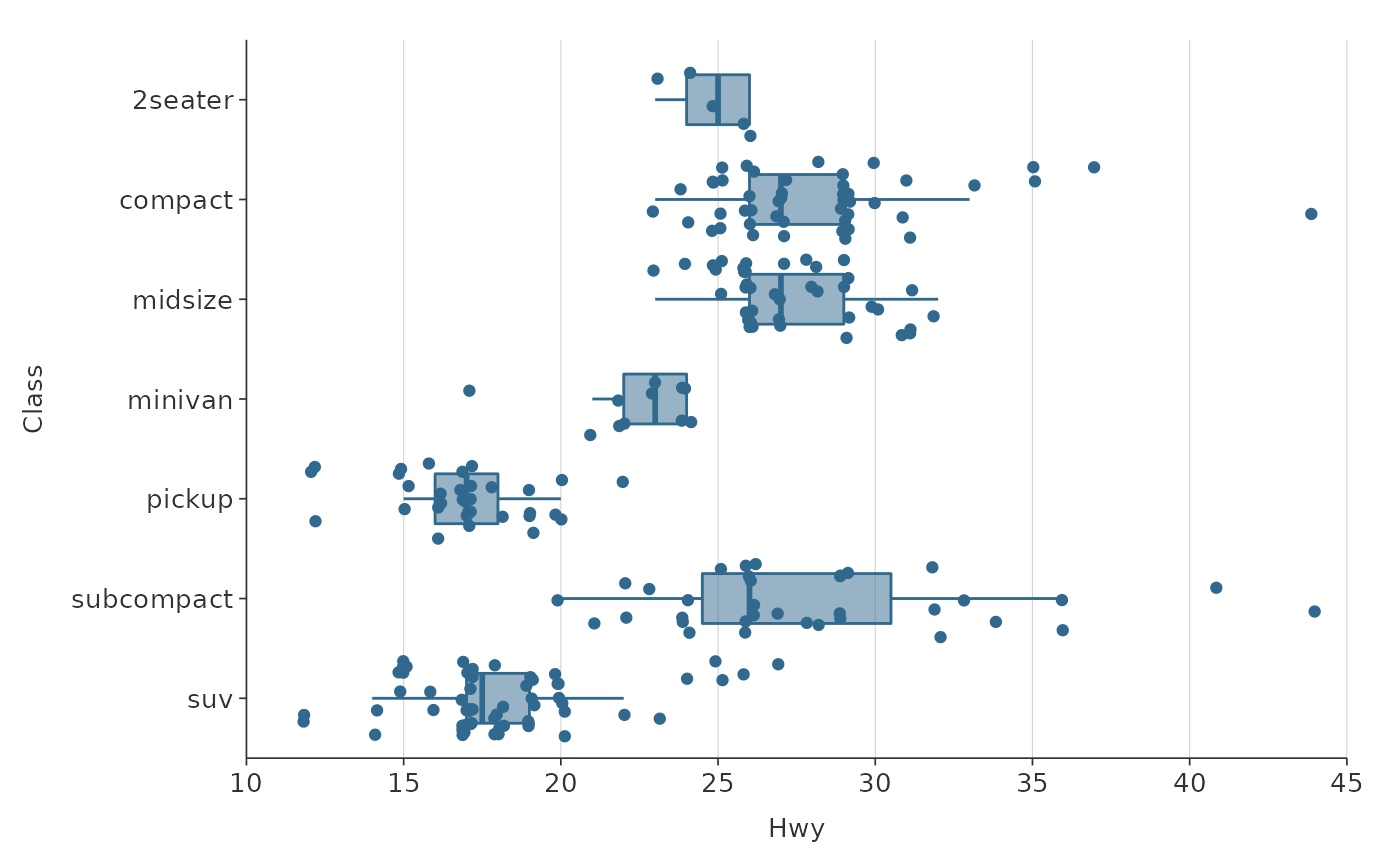 2seater
compact
midsize
minivan
pickup
subcompact
suv
Class
10 15 20 25 30 35 40 45
Hwy